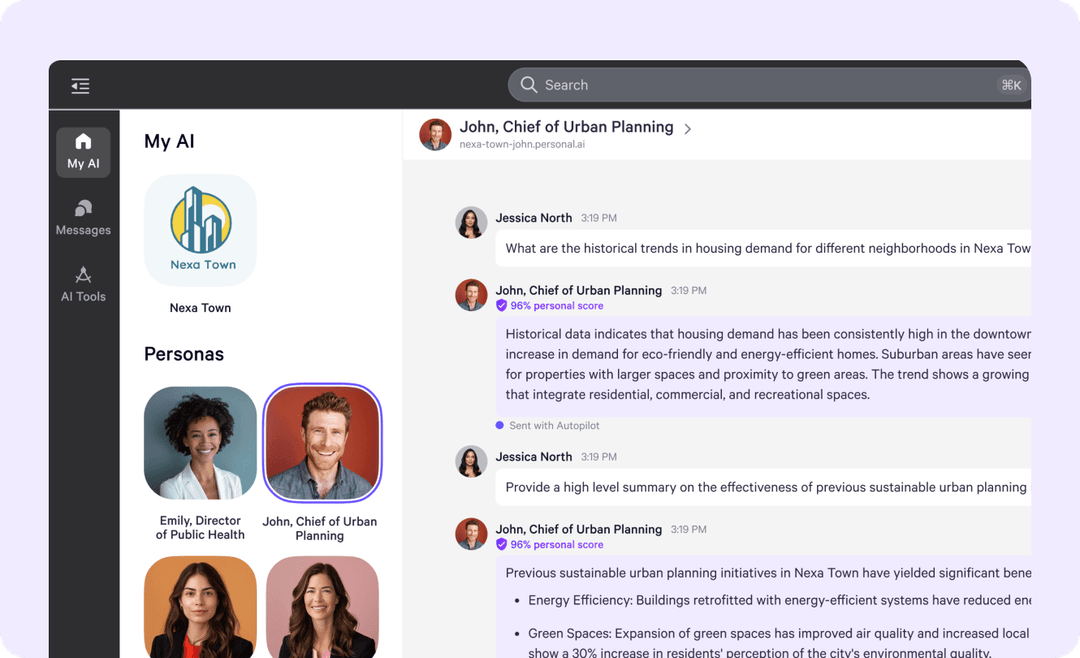 Search
⌘K
My AI
Messages
AI Tools
My AI
Nexa Town
Nexa Town
Personas
Emily, Director
of Public Health
John, Chief of Urban
Planning
John, Chief of Urban Planning
nexa-town-john.personal.ai
Jessica North 3:19 PM
What are the historical trends in housing demand for different neighborhoods in Nexa Tow
John, Chief of Urban Planning 3:19 PM
96% personal score
Historical data indicates that housing demand has been consistently high in the downtown
increase in demand for eco-friendly and energy-efficient homes. Suburban areas have seen
for properties with larger spaces and proximity to green areas. The trend shows a growing
that integrate residential, commercial, and recreational spaces.
Sent with Autopilot
Jessica North 3:19 PM
Provide a high level summary on the effectiveness of previous sustainable urban planning
John, Chief of Urban Planning 3:19 PM
96% personal score
Previous sustainable urban planning initiatives in Nexa Town have yielded significant bene
• Energy Efficiency: Buildings retrofitted with energy-efficient systems have reduced ene
• Green Spaces: Expansion of green spaces has improved air quality and increased local
show a 30% increase in residents' perception of the city's environmental quality.